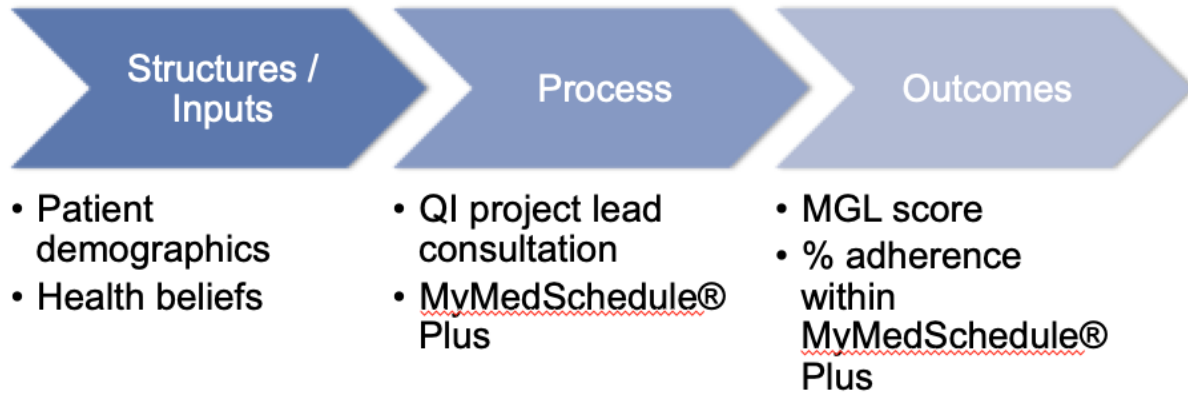 Structures /
Inputs
Process
Outcomes
• Patient
demographics
• Health beliefs
• QI project lead
consultation
• MyMedSchedule®
Plus
• MGL score
• % adherence
within
MyMedSchedule®
Plus